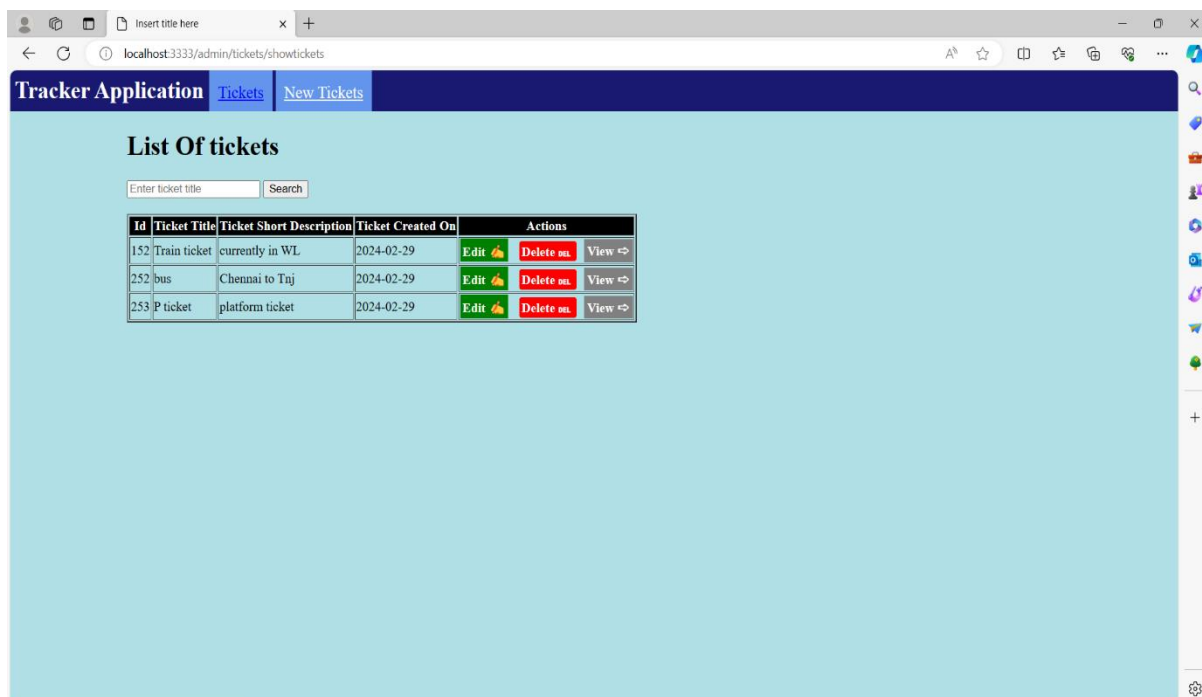 Insert title here
localhost:3333/admin/tickets/showtickets
Tracker Application Tickets New Tickets
List Of tickets
Enter ticket title Search
Id Ticket Title Ticket Short Description Ticket Created On Actions
152 Train ticket currently in WL 2024-02-29 Edit ✍ Delete DEL View ⇨
252 bus Chennai to Tnj 2024-02-29 Edit ✍ Delete DEL View ⇨
253 P ticket platform ticket 2024-02-29 Edit ✍ Delete DEL View ⇨